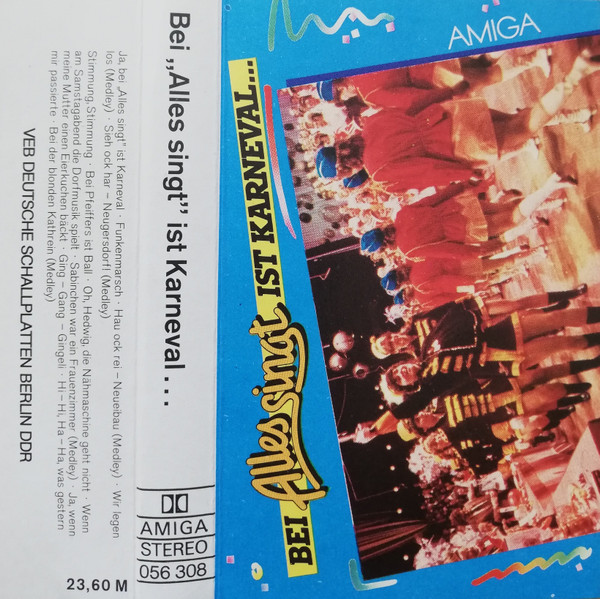 Ja, bei „Alles singt” ist Karneval · Funkenmarsch · Hau ock rei – Neueibau (Medley) · Wir legen
los (Medley) · Sieh ock har – Neugersdorf! (Medley)
Stimmung, Stimmung · Bei Pfeiffers ist Ball · Oh, Hedwig, die Nähmaschine geht nicht · Wenn
am Samstagabend die Dorfmusik spielt · Sabinchen war ein Frauenzimmer (Medley) · Ja, wenn
meine Mutter einen Eierkuchen bäckt · Ging – Gang – Gingeli · Hi – Hi, Ha – Ha, was gestern
mir passierte · Bei der blonden Kathrein (Medley)
VEB DEUTSCHE SCHALLPLATTEN BERLIN DDR
23,60 M
Bei „Alles singt” ist Karneval...
AMIGA
STEREO
056 308
AMIGA
BEI Alles singt IST KARNEVAL...